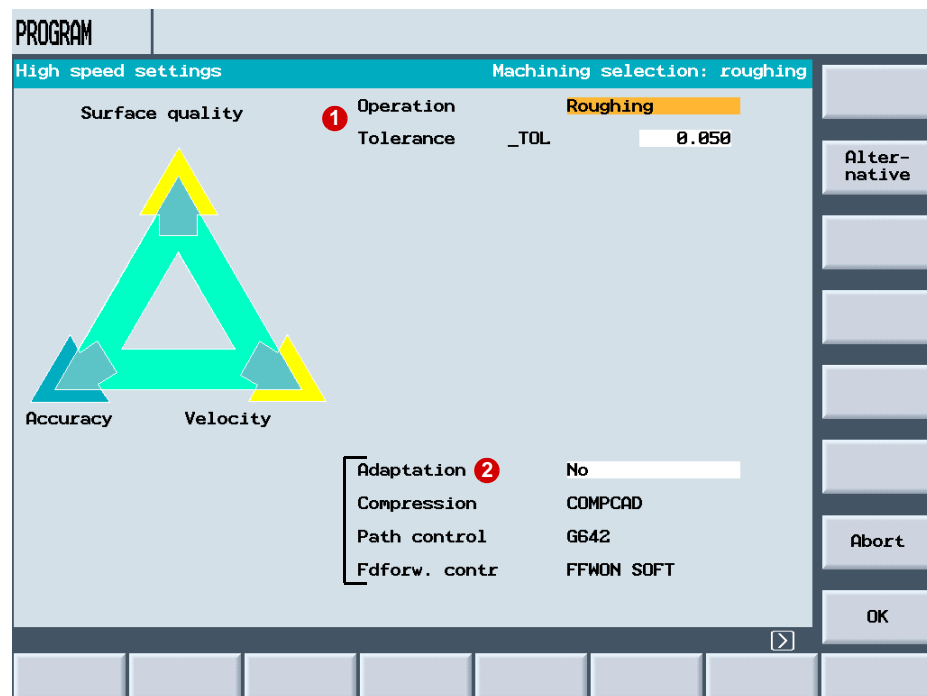 PROGRAM
High speed settings Machining selection: roughing
Surface quality
1 Operation Roughing
Tolerance _TOL 0.050
Alter-
native
Accuracy Velocity
Adaptation 2 No
Compression COMPCAD
Path control G642
Fdforw. contr FFWON SOFT
Abort
OK